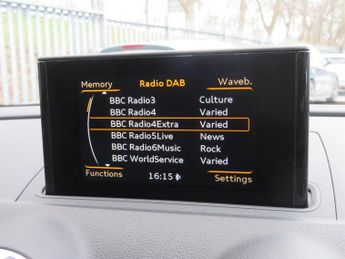 Memory Radio DAB Waveb.
BBC Radio3 Culture
BBC Radio4 Varied
BBC Radio4Extra Varied
BBC Radio5Live News
BBC Radio6Music Rock
BBC WorldService Varied
Functions 16:15 Settings